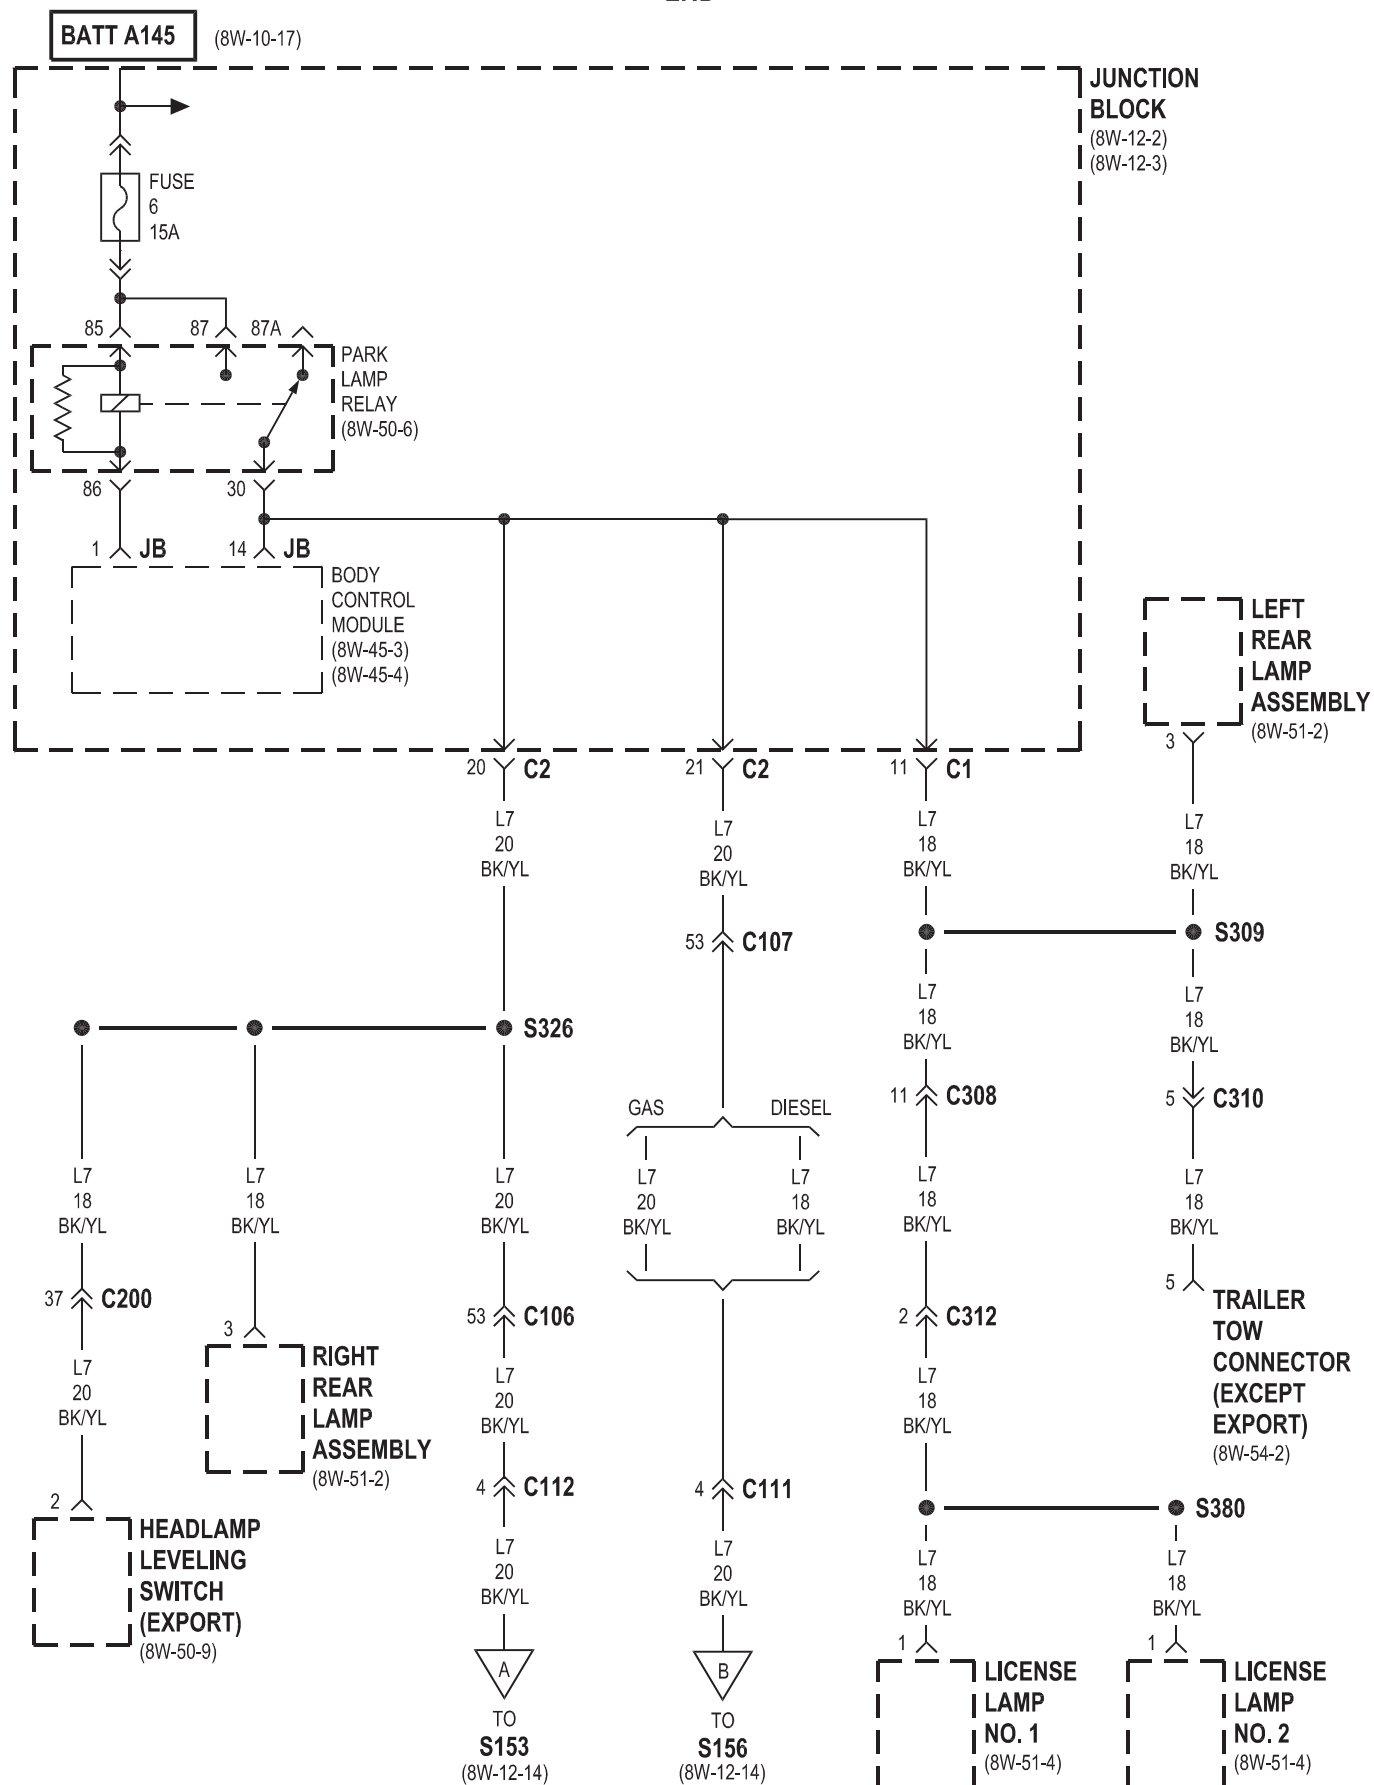 BATT A145 (8W-10-17)
JUNCTION
BLOCK
(8W-12-2)
(8W-12-3)
FUSE
6
15A
85 87 87A
PARK
LAMP
RELAY
(8W-50-6)
86 30
1 JB 14 JB
BODY
CONTROL
MODULE
(8W-45-3)
(8W-45-4)
LEFT
REAR
LAMP
ASSEMBLY
(8W-51-2)
3
20 C2 21 C2 11 C1
L7
20
BK/YL
L7
20
BK/YL
L7
18
BK/YL
L7
18
BK/YL
53 C107
S309
L7
18
BK/YL
L7
18
BK/YL
S326
11 C308
5 C310
GAS DIESEL
L7
18
BK/YL
L7
18
BK/YL
L7
20
BK/YL
L7
20
BK/YL
L7
18
BK/YL
L7
18
BK/YL
L7
18
BK/YL
37 C200
3
53 C106
2 C312
5
TRAILER
TOW
CONNECTOR
(EXCEPT
EXPORT)
(8W-54-2)
RIGHT
REAR
LAMP
ASSEMBLY
(8W-51-2)
L7
20
BK/YL
L7
20
BK/YL
L7
18
BK/YL
4 C112
4 C111
2
HEADLAMP
LEVELING
SWITCH
(EXPORT)
(8W-50-9)
S380
L7
20
BK/YL
L7
20
BK/YL
L7
18
BK/YL
L7
18
BK/YL
A
TO
S153
(8W-12-14)
B
TO
S156
(8W-12-14)
1
LICENSE
LAMP
NO. 1
(8W-51-4)
1
LICENSE
LAMP
NO. 2
(8W-51-4)